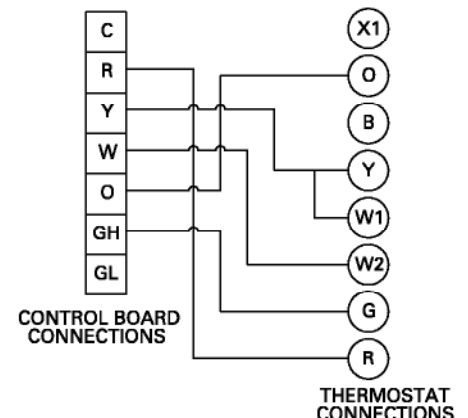 C
R
Y
W
O
GH
GL
CONTROL BOARD
CONNECTIONS
X1
O
B
Y
W1
W2
G
R
THERMOSTAT
CONNECTIONS